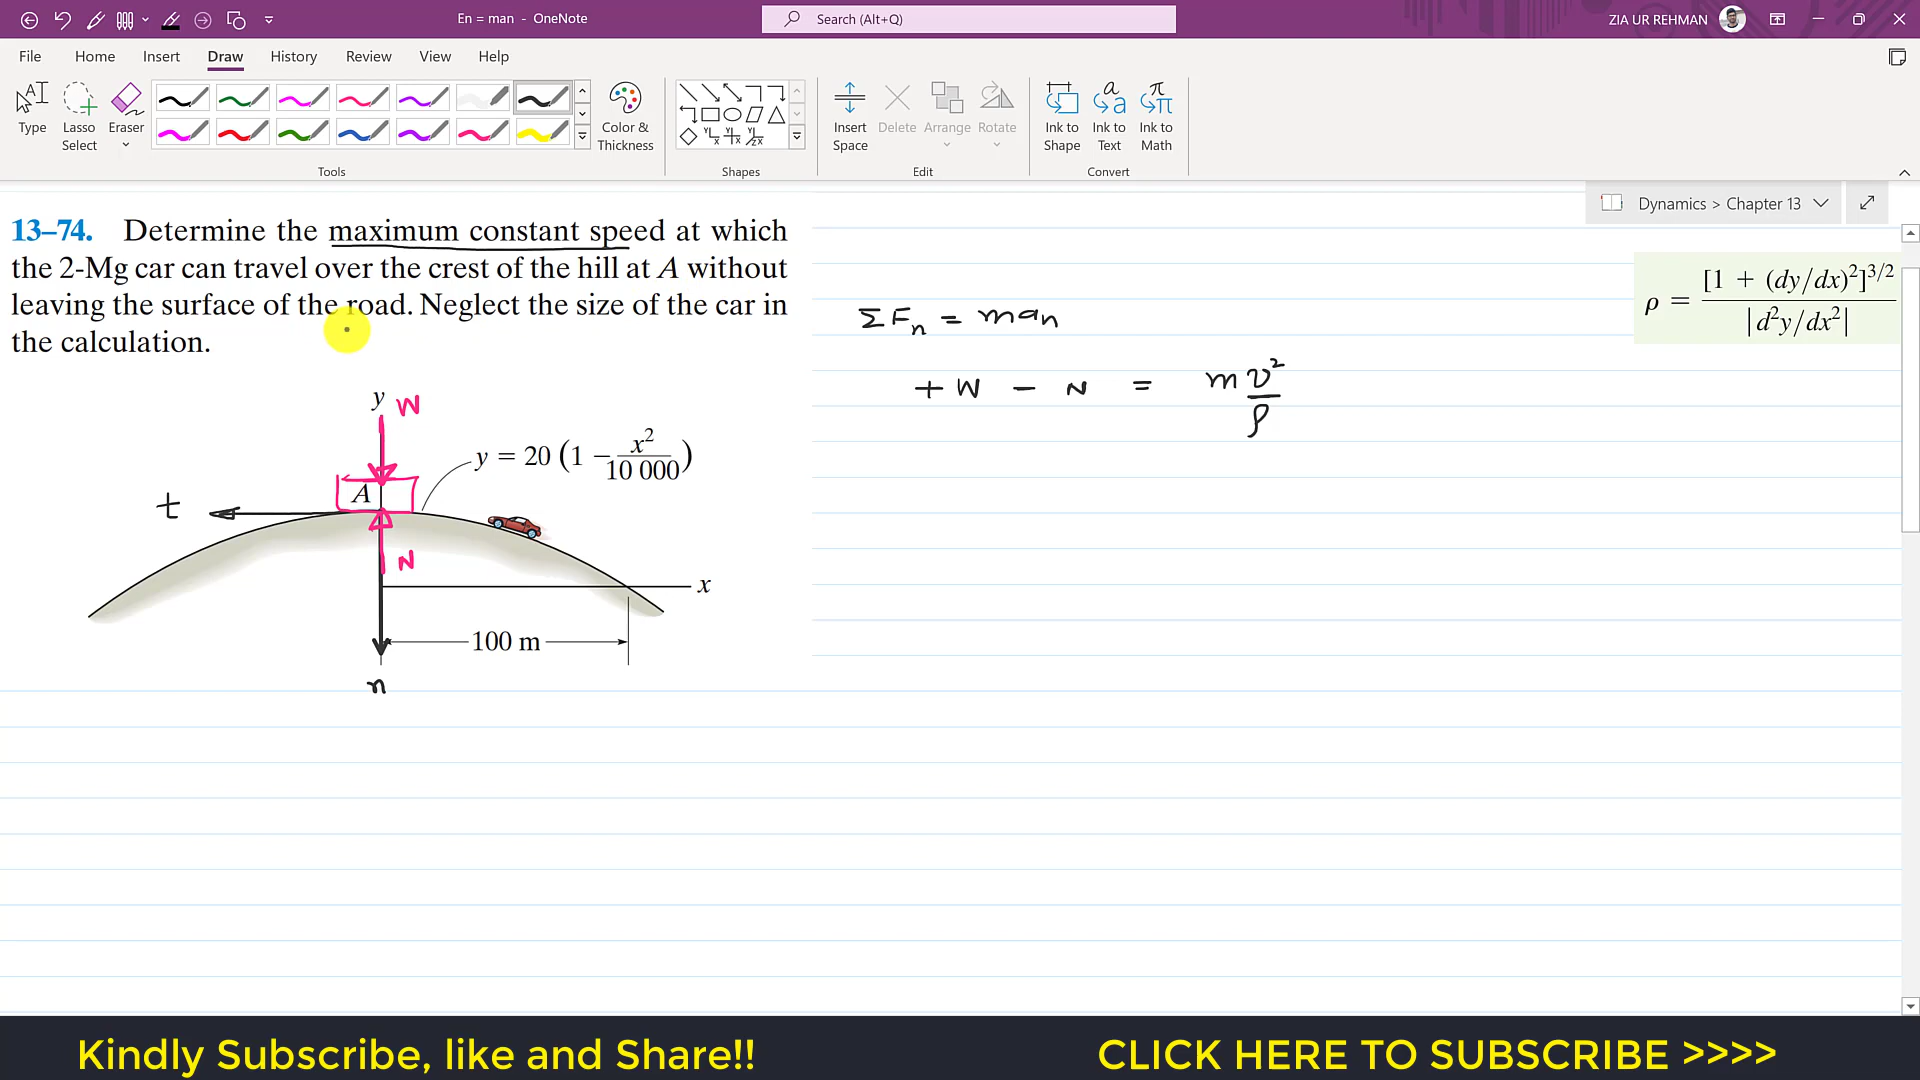 En = man - OneNote
Search (Alt+Q)
ZIA UR REHMAN
File Home Insert Draw History Review View Help
Type
Lasso Select
Eraser
Color & Thickness
Insert Space
Delete
Arrange
Rotate
Ink to Shape
Ink to Text
Ink to Math
Tools
Shapes
Edit
Convert
Dynamics > Chapter 13
13–74. Determine the maximum constant speed at which
the 2-Mg car can travel over the crest of the hill at A without
leaving the surface of the road. Neglect the size of the car in
the calculation.
y W
y = 20 (1 − x²/10 000)
A
t
N
x
100 m
n
ΣFn = man
+W − N = m v²/ρ
ρ = [1 + (dy/dx)²]^3/2 / |d²y/dx²|
Kindly Subscribe, like and Share!!
CLICK HERE TO SUBSCRIBE >>>>